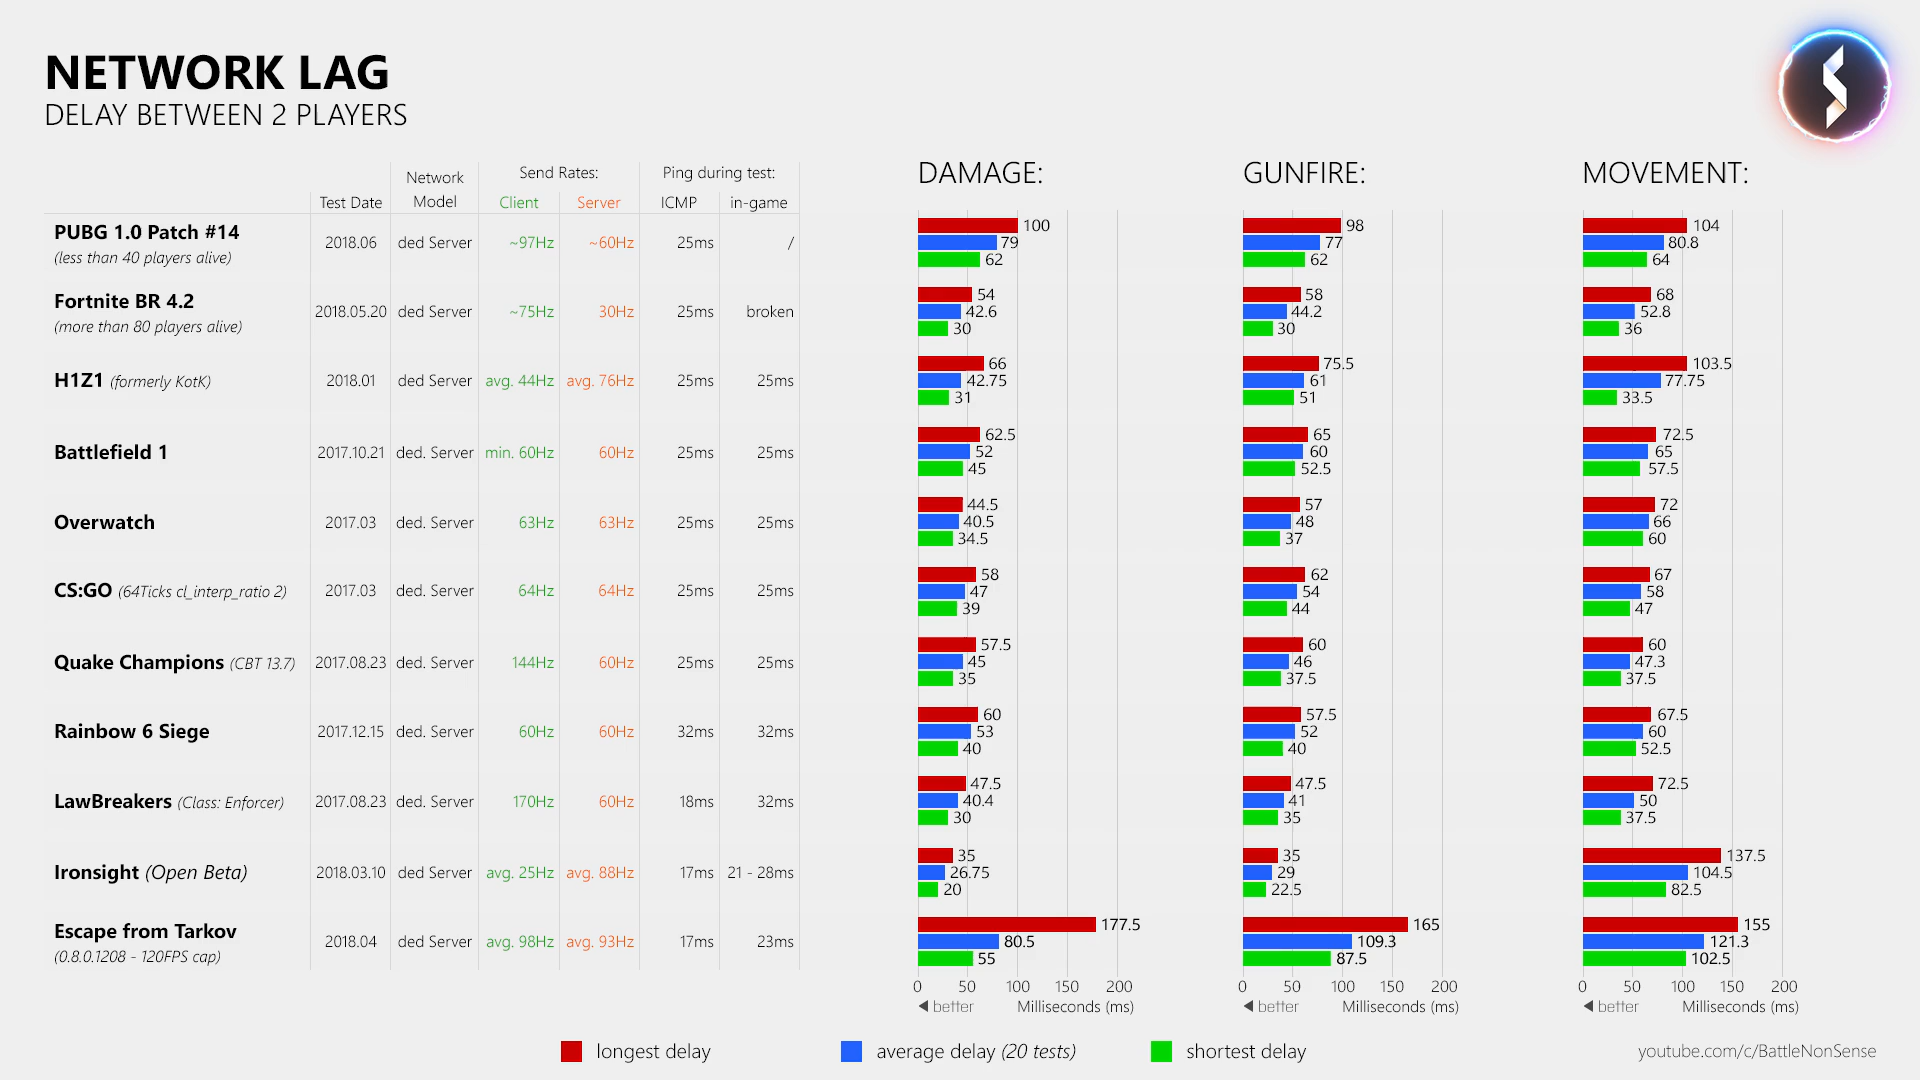 NETWORK LAG
DELAY BETWEEN 2 PLAYERS
Test Date
Network
Model
Send Rates:
Client
Server
Ping during test:
ICMP
in-game
DAMAGE:
GUNFIRE:
MOVEMENT:
PUBG 1.0 Patch #14
(less than 40 players alive)
2018.06 ded Server ~97Hz ~60Hz 25ms /
100 98 104
79 77 80.8
62 62 64
Fortnite BR 4.2
(more than 80 players alive)
2018.05.20 ded Server ~75Hz 30Hz 25ms broken
54 58 68
42.6 44.2 52.8
30 30 36
H1Z1 (formerly KotK) 2018.01 ded Server avg. 44Hz avg. 76Hz 25ms 25ms
66 75.5 103.5
42.75 61 77.75
31 51 33.5
Battlefield 1 2017.10.21 ded. Server min. 60Hz 60Hz 25ms 25ms
62.5 65 72.5
52 60 65
45 52.5 57.5
Overwatch 2017.03 ded. Server 63Hz 63Hz 25ms 25ms
44.5 57 72
40.5 48 66
34.5 37 60
CS:GO (64Ticks cl_interp_ratio 2) 2017.03 ded. Server 64Hz 64Hz 25ms 25ms
58 62 67
47 54 58
39 44 47
Quake Champions (CBT 13.7) 2017.08.23 ded. Server 144Hz 60Hz 25ms 25ms
57.5 60 60
45 46 47.3
35 37.5 37.5
Rainbow 6 Siege 2017.12.15 ded. Server 60Hz 60Hz 32ms 32ms
60 57.5 67.5
53 52 60
40 40 52.5
LawBreakers (Class: Enforcer) 2017.08.23 ded. Server 170Hz 60Hz 18ms 32ms
47.5 47.5 72.5
40.4 41 50
30 35 37.5
Ironsight (Open Beta) 2018.03.10 ded Server avg. 25Hz avg. 88Hz 17ms 21 - 28ms
35 35 137.5
26.75 29 104.5
20 22.5 82.5
Escape from Tarkov
(0.8.0.1208 - 120FPS cap)
2018.04 ded Server avg. 98Hz avg. 93Hz 17ms 23ms
177.5 165 155
80.5 109.3 121.3
55 87.5 102.5
0 50 100 150 200 0 50 100 150 200 0 50 100 150 200
◄ better Milliseconds (ms) ◄ better Milliseconds (ms) ◄ better Milliseconds (ms)
longest delay average delay (20 tests) shortest delay
youtube.com/c/BattleNonSense